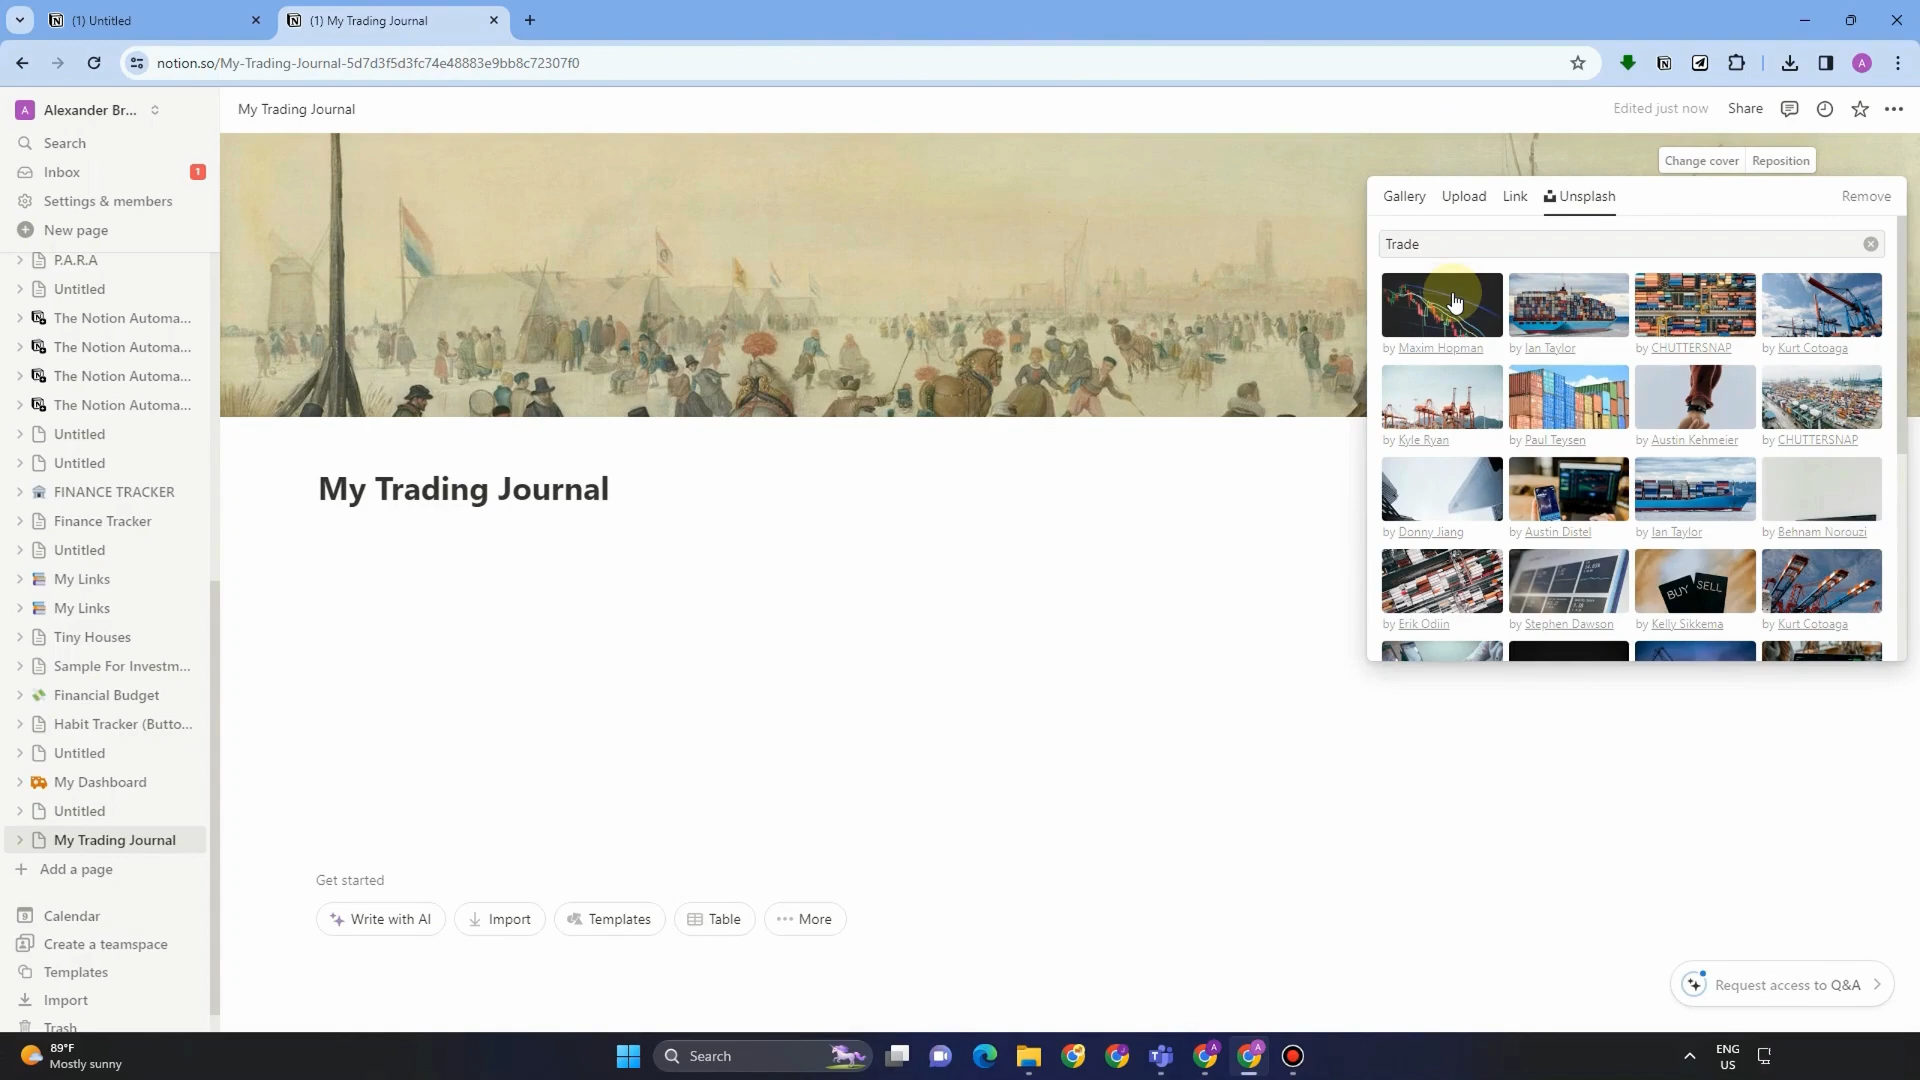 (1) Untitled
(1) My Trading Journal
notion.so/My-Trading-Journal-5d7d3f5d3fc74e48883e9bb8c72307f0
A
A Alexander Br...
Search
Inbox 1
Settings & members
New page
P.A.R.A
Untitled
The Notion Automa...
The Notion Automa...
The Notion Automa...
The Notion Automa...
Untitled
Untitled
FINANCE TRACKER
Finance Tracker
Untitled
My Links
My Links
Tiny Houses
Sample For Investm...
Financial Budget
Habit Tracker (Butto...
Untitled
My Dashboard
Untitled
My Trading Journal
Add a page
Calendar
Create a teamspace
Templates
Import
Trash
My Trading Journal
Edited just now
Share
Change cover
Reposition
Gallery
Upload
Link
Unsplash
Remove
Trade
by Maxim Hopman
by Ian Taylor
by CHUTTERSNAP
by Kurt Cotoaga
by Kyle Ryan
by Paul Teysen
by Austin Kehmeier
by CHUTTERSNAP
by Donny Jiang
by Austin Distel
by Ian Taylor
by Behnam Norouzi
BUY SELL
by Erik Odiin
by Stephen Dawson
by Kelly Sikkema
by Kurt Cotoaga
My Trading Journal
Get started
Write with AI
Import
Templates
Table
More
Request access to Q&A
89°F
Mostly sunny
Search
ENG
US